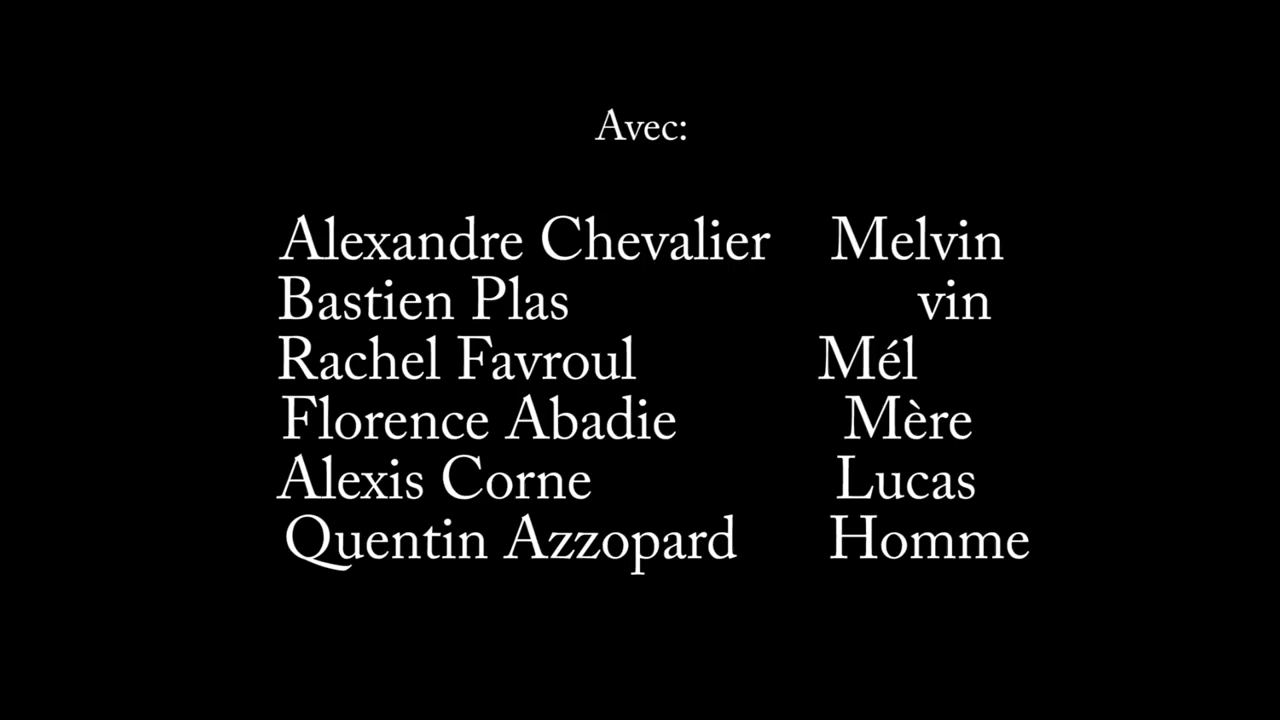 Avec:
Alexandre Chevalier Melvin
Bastien Plas vin
Rachel Favroul Mél
Florence Abadie Mère
Alexis Corne Lucas
Quentin Azzopard Homme